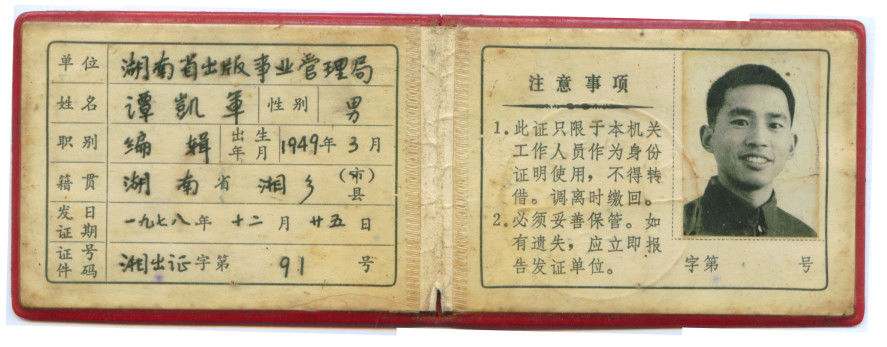 单位 湖南省出版事业管理局
姓名 谭凯军 性别 男
职别 编辑 出生年月 1949年3月
籍贯 湖南省湘乡(市)县
发证日期 一九七八年十二月廿五日
证件号码 湘出证字第91号
注意事项
1.此证只限于本机关
工作人员作为身份
证明使用，不得转
借。调离时缴回。
2.必须妥善保管。如
有遗失，应立即报
告发证单位。
字第 号